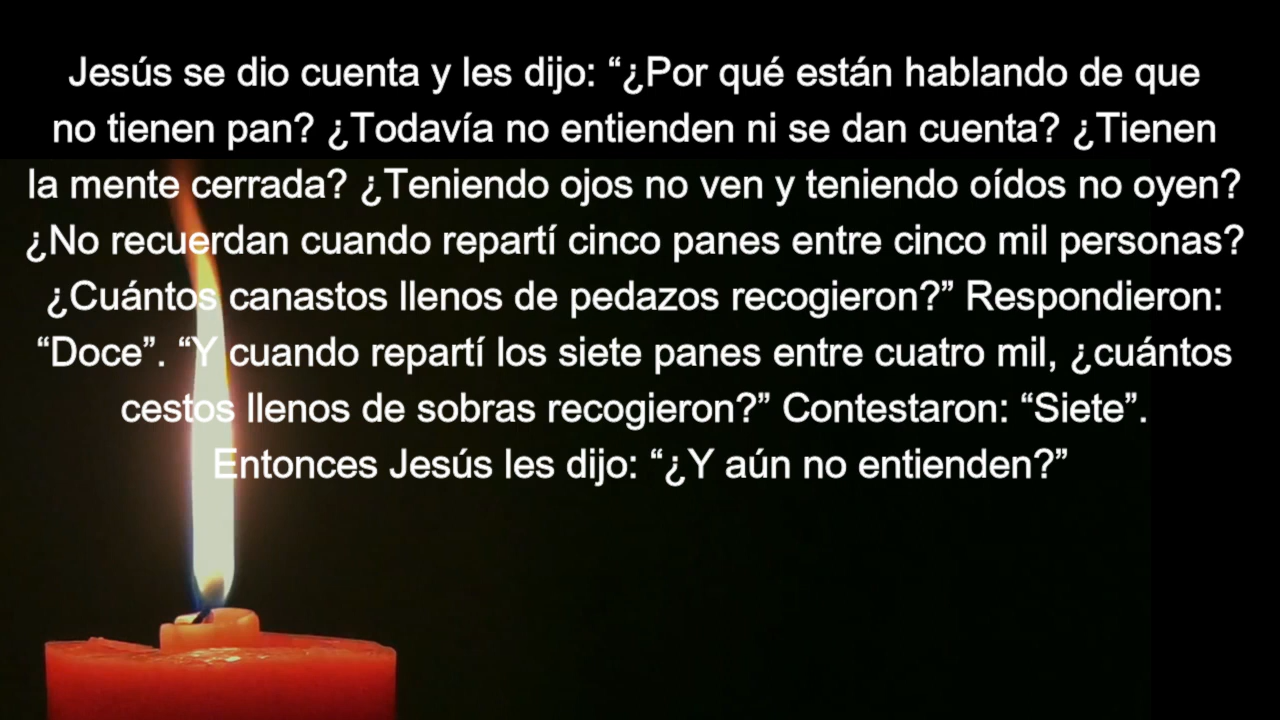 Jesús se dio cuenta y les dijo: “¿Por qué están hablando de que
no tienen pan? ¿Todavía no entienden ni se dan cuenta? ¿Tienen
la mente cerrada? ¿Teniendo ojos no ven y teniendo oídos no oyen?
¿No recuerdan cuando repartí cinco panes entre cinco mil personas?
¿Cuántos canastos llenos de pedazos recogieron?” Respondieron:
“Doce”. “Y cuando repartí los siete panes entre cuatro mil, ¿cuántos
cestos llenos de sobras recogieron?” Contestaron: “Siete”.
Entonces Jesús les dijo: “¿Y aún no entienden?”